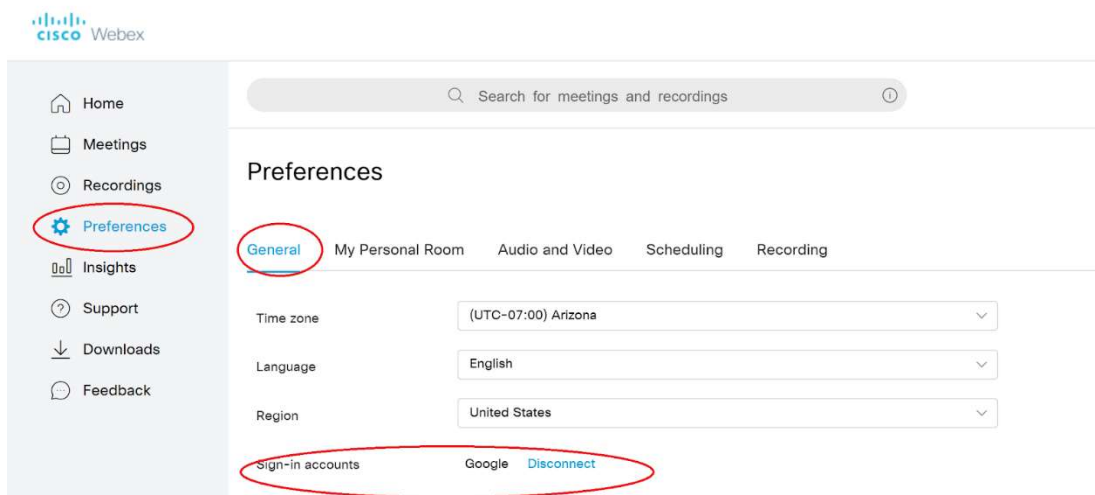 CISCO Webex
Home
Meetings
Recordings
Preferences
Insights
Support
Downloads
Feedback
Search for meetings and recordings
Preferences
General My Personal Room Audio and Video Scheduling Recording
Time zone (UTC-07:00) Arizona
Language English
Region United States
Sign-in accounts Google Disconnect